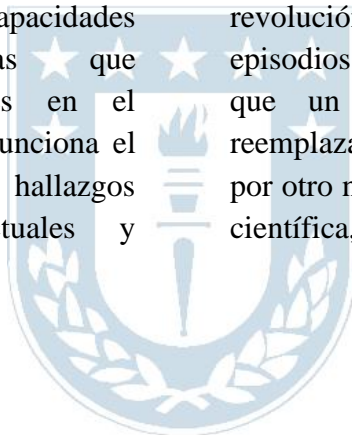 apacidades
as que
s en el
unciona el
hallazgos
tuales y
revolución
episodios
que un
reemplaza
por otro
científica,